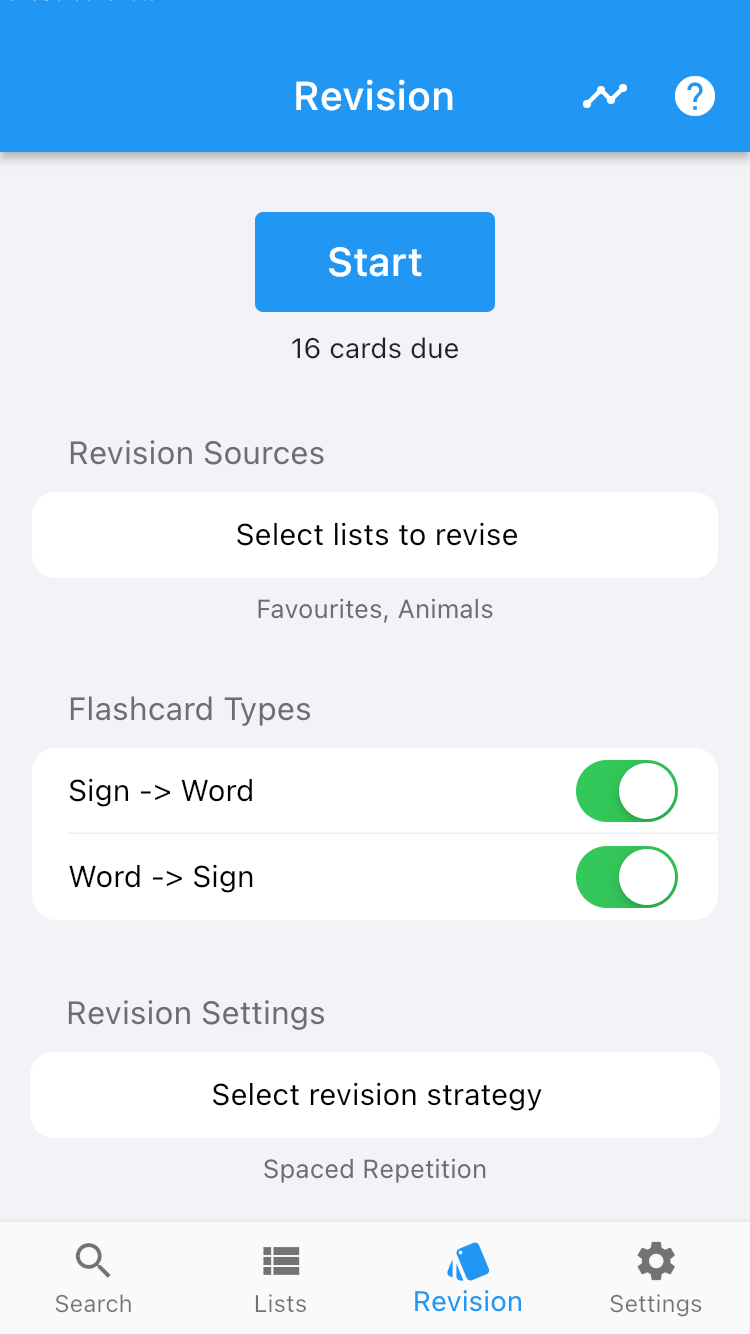 Revision
Start
16 cards due
Revision Sources
Select lists to revise
Favourites, Animals
Flashcard Types
Sign -> Word
Word -> Sign
Revision Settings
Select revision strategy
Spaced Repetition
Search
Lists
Revision
Settings